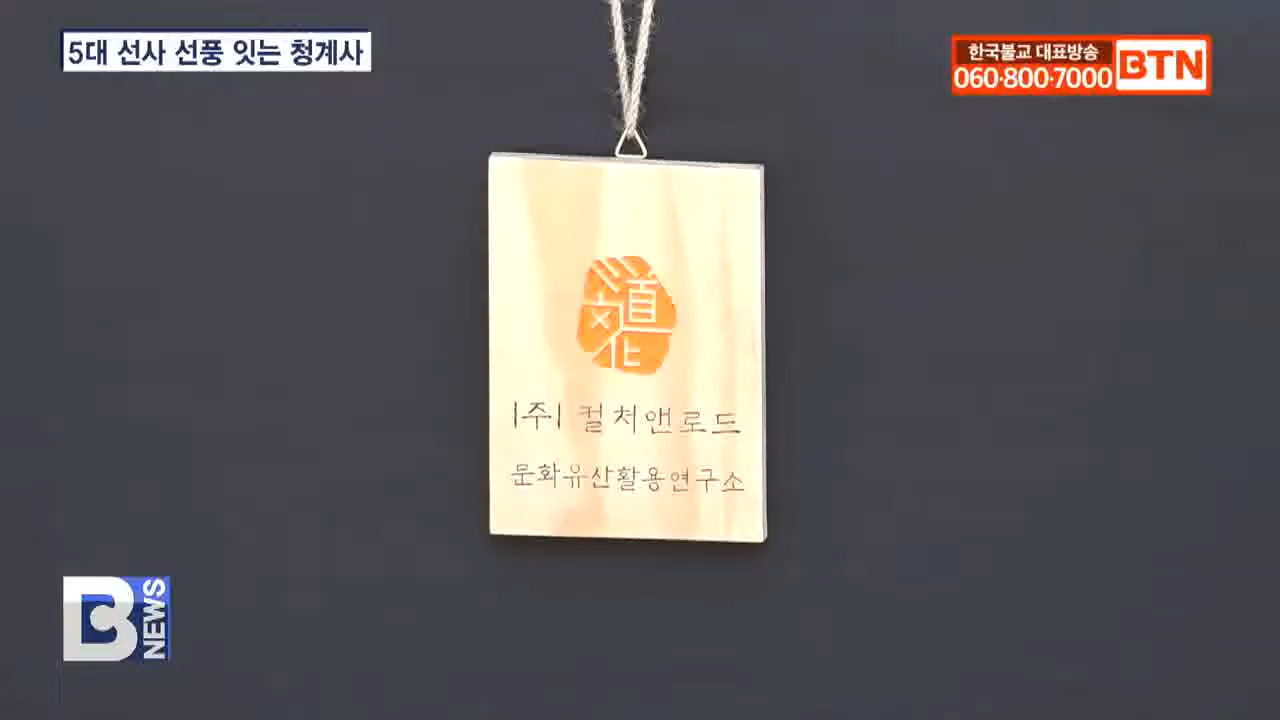 5대 선사 선풍 잇는 청계사
한국불교 대표방송
060·800·7000
BTN
道
文
化
|주| 컬처앤로드
문화유산활용연구소
B NEWS